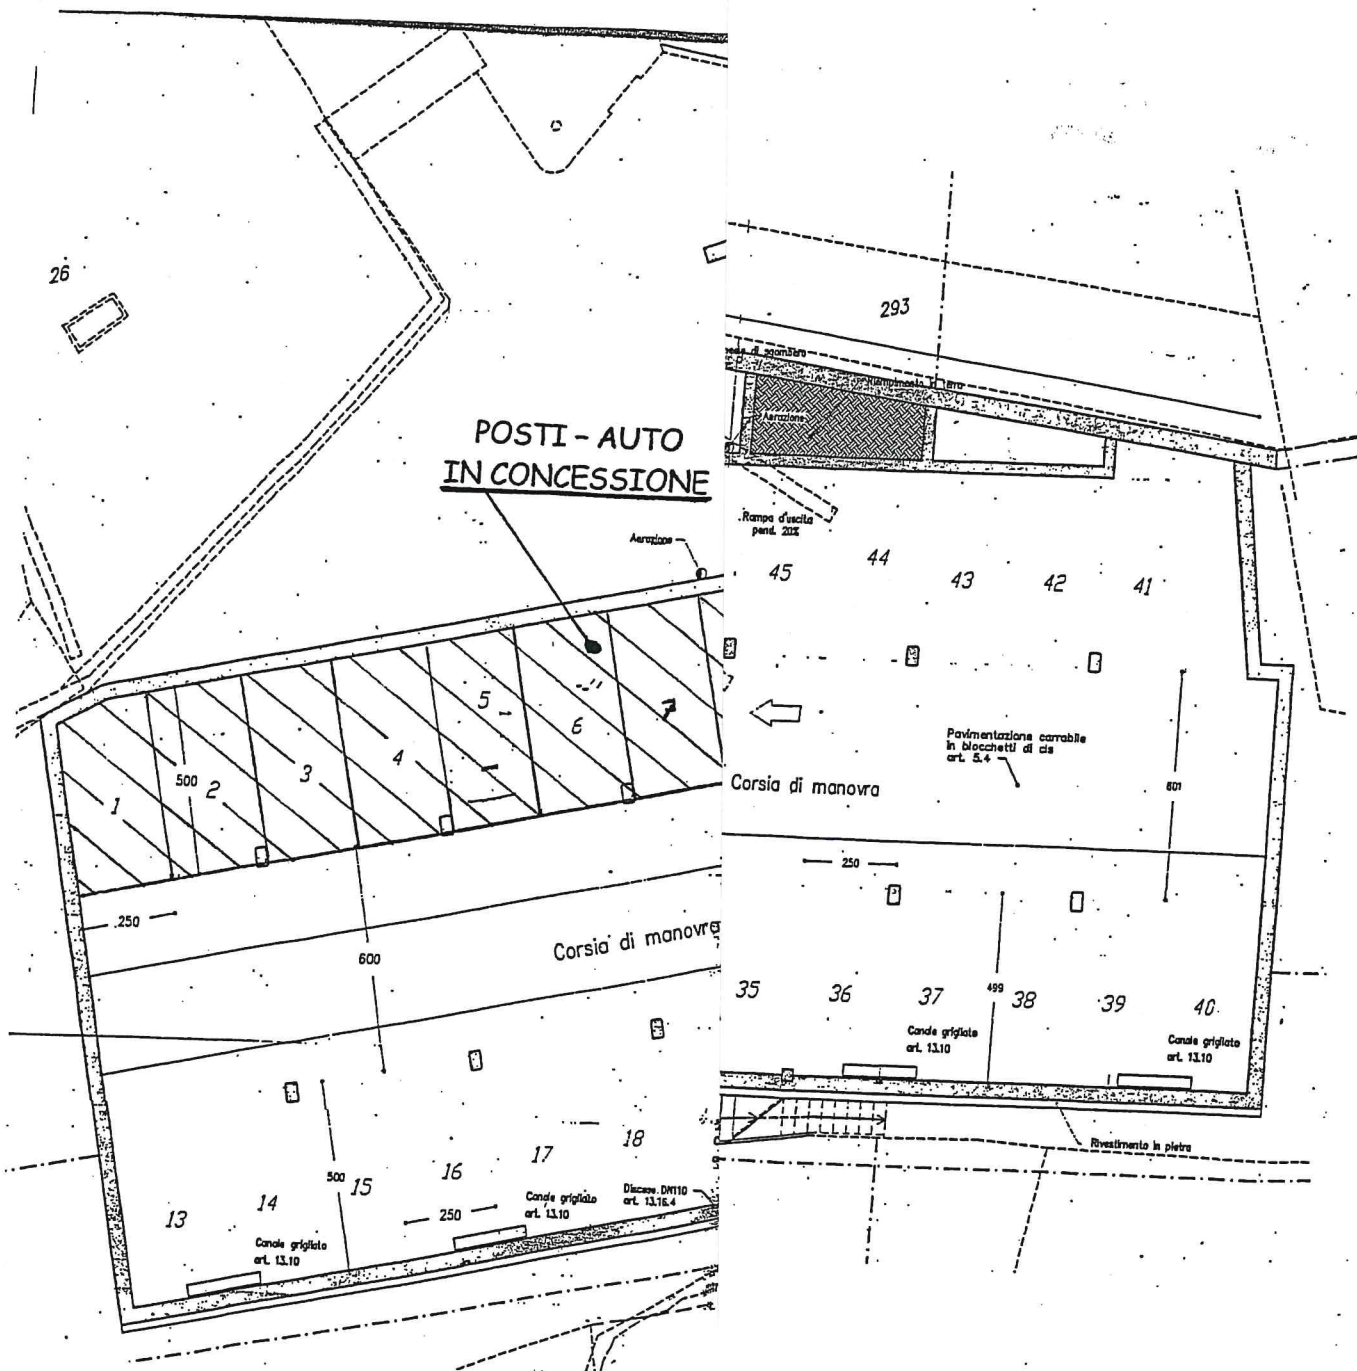 26
293
POSTI - AUTO
IN CONCESSIONE
Aerazione
Rampa d'uscita
pend. 20%
Aerazione
45
44
43
42
41
1
500
2
3
4
5
6
7
Corsia di manovra
Pavimentazione carrabile
in blocchetti di cls
art. 5.4
601
250
250
600
Corsia di manovra
35
36
37
499
38
39
40
Canale grigliato
art. 13.10
Canale grigliato
art. 13.10
Rivestimento in pietra
13
14
500
15
16
17
18
250
Canale grigliato
art. 13.10
Canale grigliato
art. 13.10
DN110
art. 13.16.4